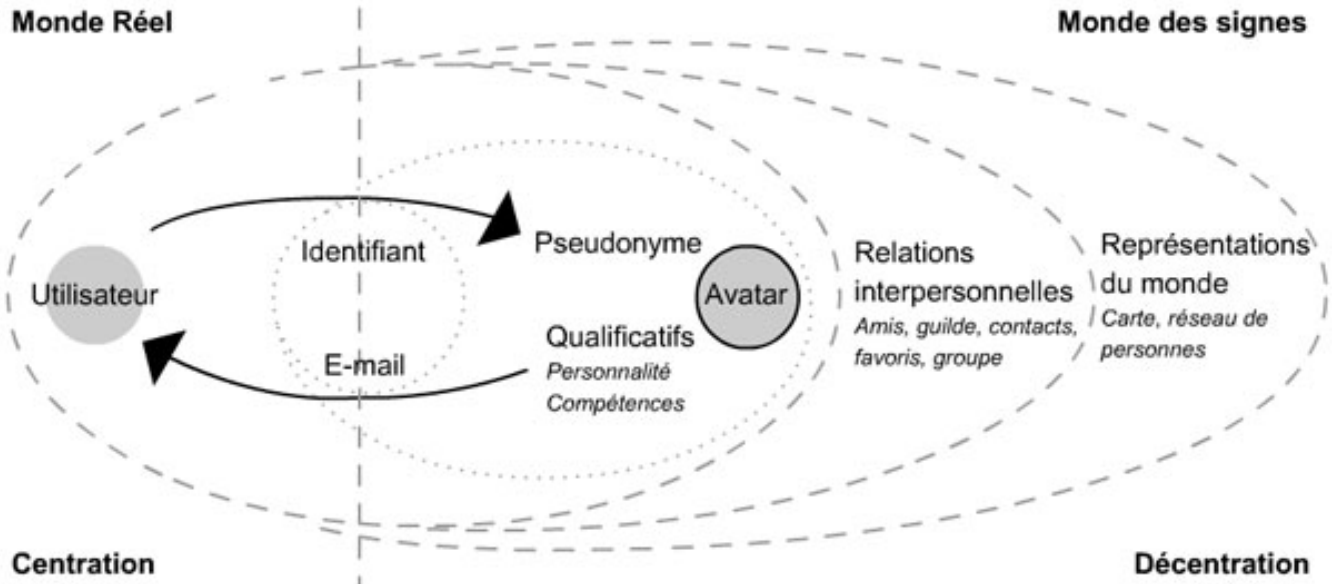 Monde Réel
Monde des signes
Identifiant
Pseudonyme
Utilisateur
Avatar
Relations
interpersonnelles
Amis, guilde, contacts,
favoris, groupe
Représentations
du monde
Carte, réseau de
personnes
E-mail
Qualificatifs
Personnalité
Compétences
Centration
Décentration